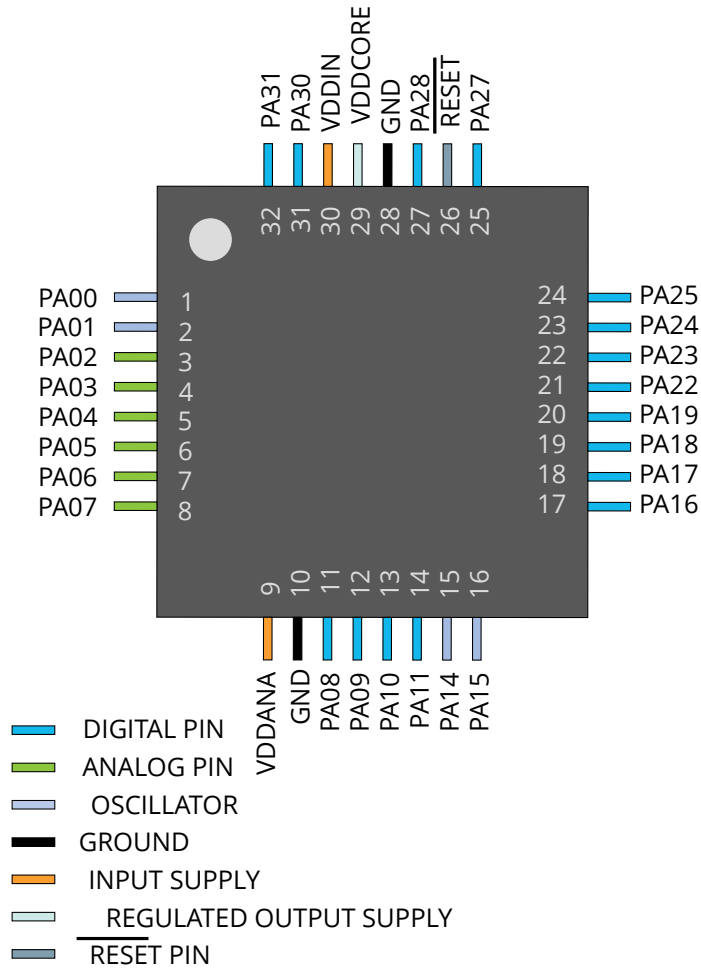 PA31
PA30
VDDIN
VDDCORE
GND
PA28
RESET
PA27
32
31
30
29
28
27
26
25
PA00 1
PA01 2
PA02 3
PA03 4
PA04 5
PA05 6
PA06 7
PA07 8
24 PA25
23 PA24
22 PA23
21 PA22
20 PA19
19 PA18
18 PA17
17 PA16
9
10
11
12
13
14
15
16
VDDANA
GND
PA08
PA09
PA10
PA11
PA14
PA15
DIGITAL PIN
ANALOG PIN
OSCILLATOR
GROUND
INPUT SUPPLY
REGULATED OUTPUT SUPPLY
RESET PIN